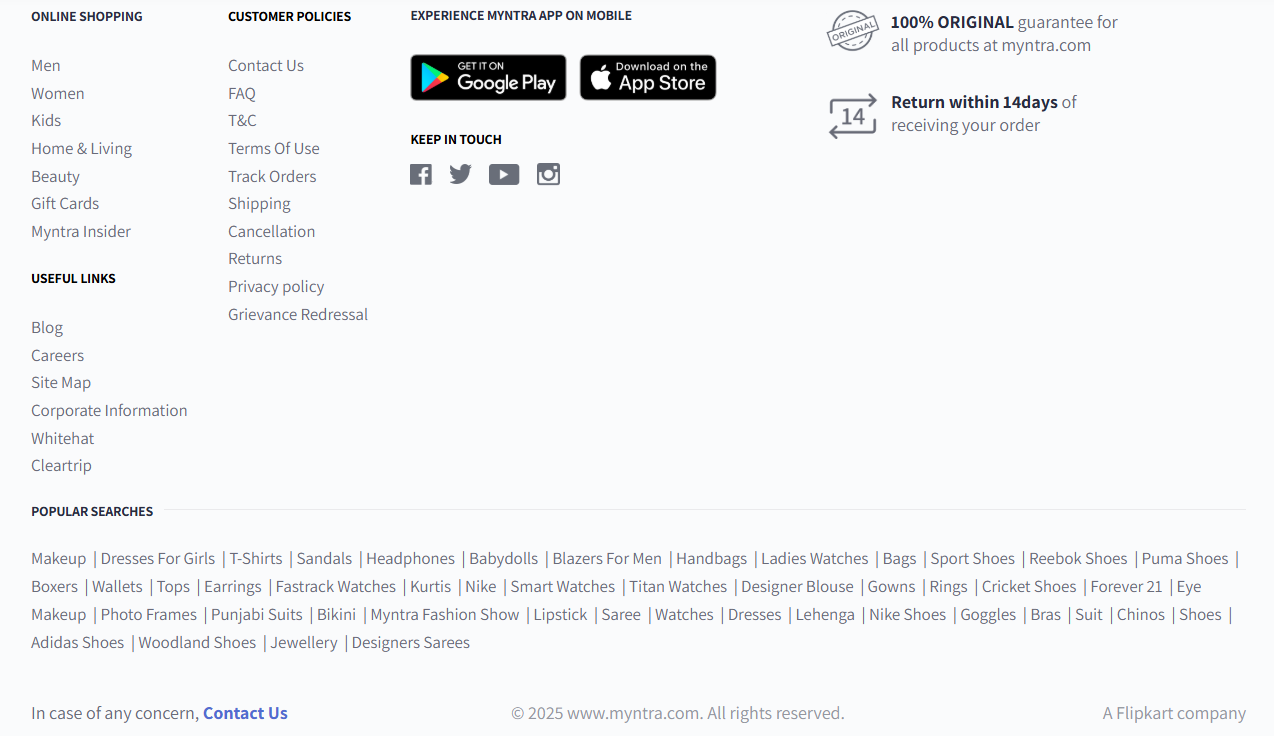 ONLINE SHOPPING
Men
Women
Kids
Home & Living
Beauty
Gift Cards
Myntra Insider
USEFUL LINKS
Blog
Careers
Site Map
Corporate Information
Whitehat
Cleartrip
CUSTOMER POLICIES
Contact Us
FAQ
T&C
Terms Of Use
Track Orders
Shipping
Cancellation
Returns
Privacy policy
Grievance Redressal
EXPERIENCE MYNTRA APP ON MOBILE
GET IT ON
Google Play
Download on the
App Store
KEEP IN TOUCH
ORIGINAL
100% ORIGINAL guarantee for
all products at myntra.com
14
Return within 14days of
receiving your order
POPULAR SEARCHES
Makeup | Dresses For Girls | T-Shirts | Sandals | Headphones | Babydolls | Blazers For Men | Handbags | Ladies Watches | Bags | Sport Shoes | Reebok Shoes | Puma Shoes |
Boxers | Wallets | Tops | Earrings | Fastrack Watches | Kurtis | Nike | Smart Watches | Titan Watches | Designer Blouse | Gowns | Rings | Cricket Shoes | Forever 21 | Eye
Makeup | Photo Frames | Punjabi Suits | Bikini | Myntra Fashion Show | Lipstick | Saree | Watches | Dresses | Lehenga | Nike Shoes | Goggles | Bras | Suit | Chinos | Shoes |
Adidas Shoes | Woodland Shoes | Jewellery | Designers Sarees
In case of any concern, Contact Us
© 2025 www.myntra.com. All rights reserved.
A Flipkart company